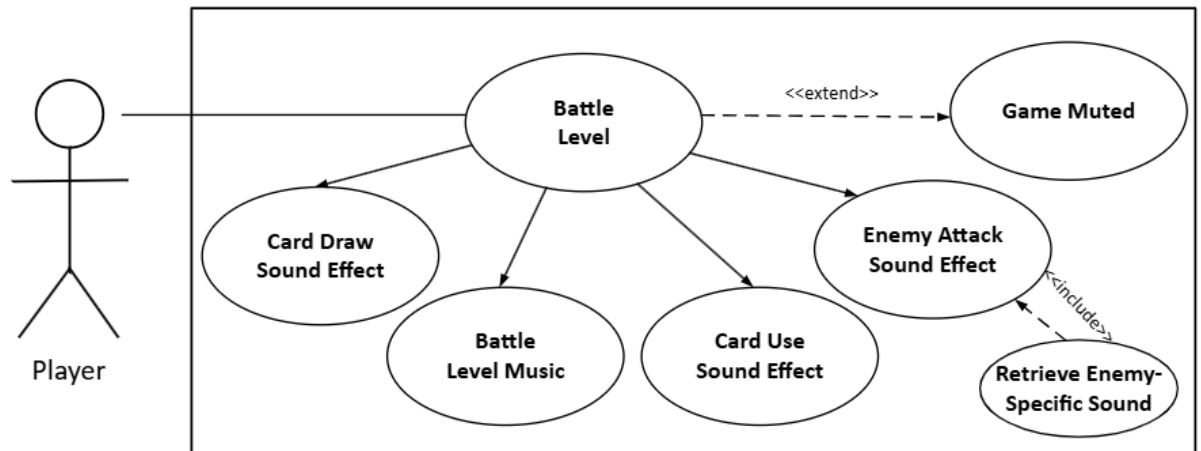 Battle
Level
<<extend>>
Game Muted
Card Draw
Sound Effect
Enemy Attack
Sound Effect
Battle
Level Music
Card Use
Sound Effect
<<include>>
Retrieve Enemy-
Specific Sound
Player